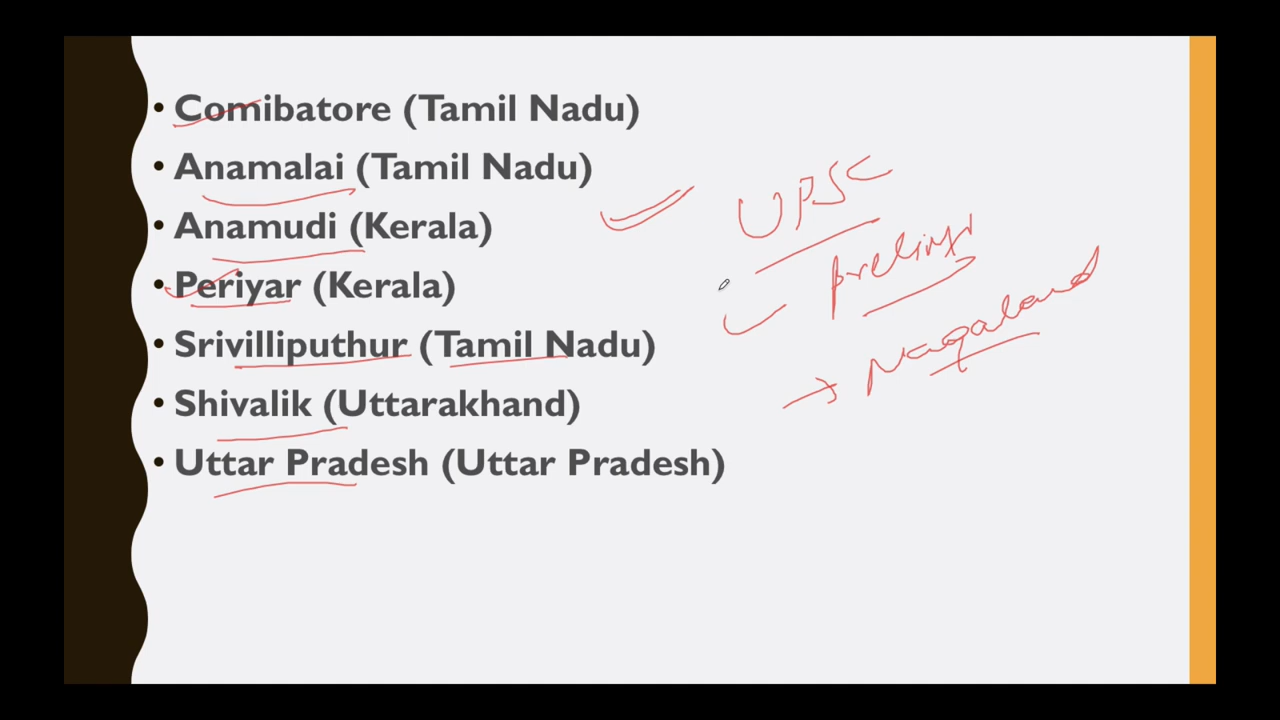 • Comibatore (Tamil Nadu)
• Anamalai (Tamil Nadu)
• Anamudi (Kerala)
• Periyar (Kerala)
• Srivilliputhur (Tamil Nadu)
• Shivalik (Uttarakhand)
• Uttar Pradesh (Uttar Pradesh)
UPSC
prelims
→ Nagaland